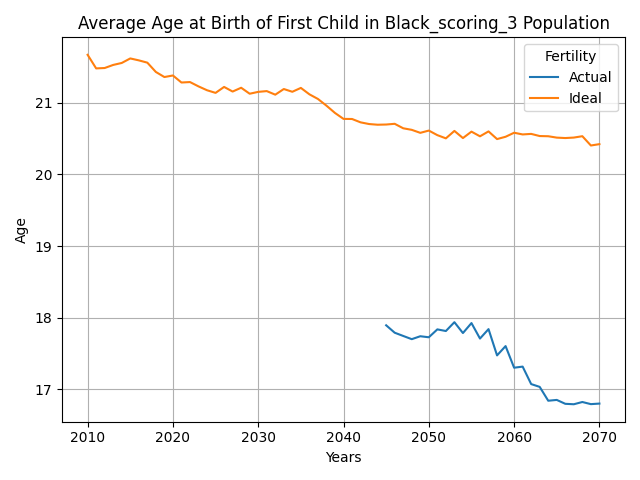 Average Age at Birth of First Child in Black_scoring_3 Population
Fertility
Actual
Ideal
Age
21
20
19
18
17
2010 2020 2030 2040 2050 2060 2070
Years